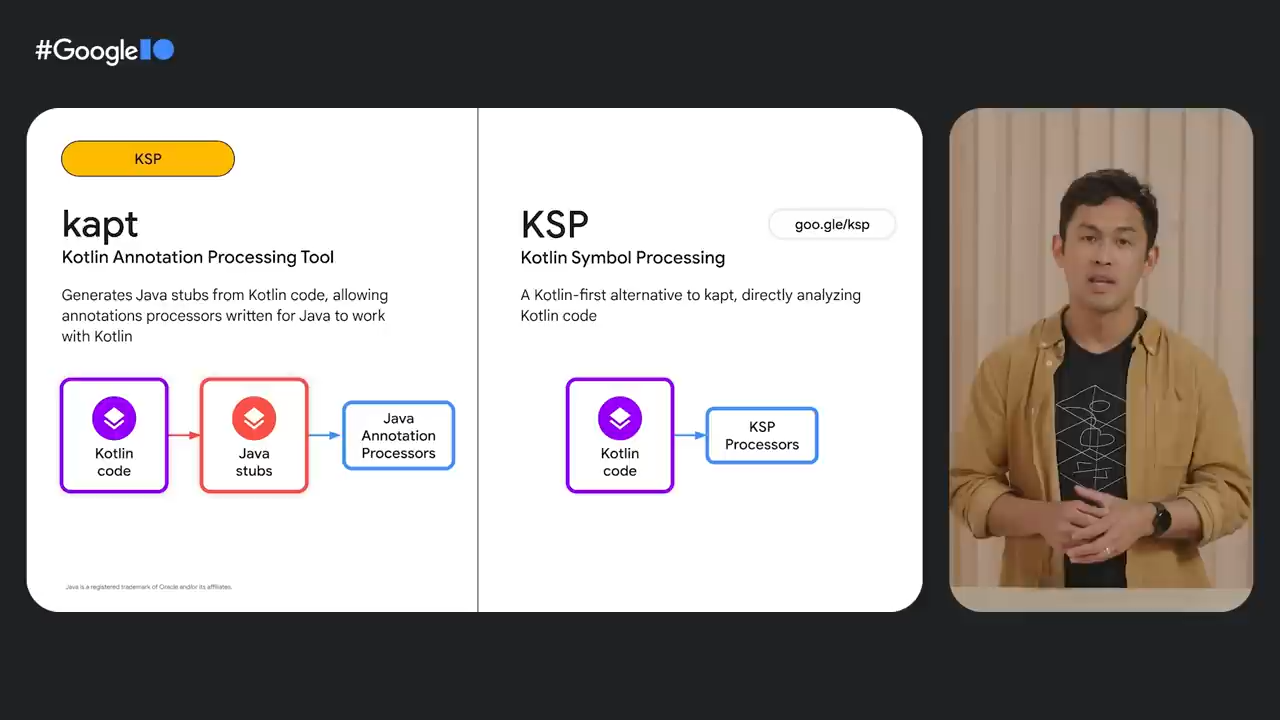 #Google IO
KSP
kapt
Kotlin Annotation Processing Tool
Generates Java stubs from Kotlin code, allowing
annotations processors written for Java to work
with Kotlin
Kotlin
code
Java
stubs
Java
Annotation
Processors
Java is a registered trademark of Oracle and/or its affiliates.
KSP
goo.gle/ksp
Kotlin Symbol Processing
A Kotlin-first alternative to kapt, directly analyzing
Kotlin code
Kotlin
code
KSP
Processors